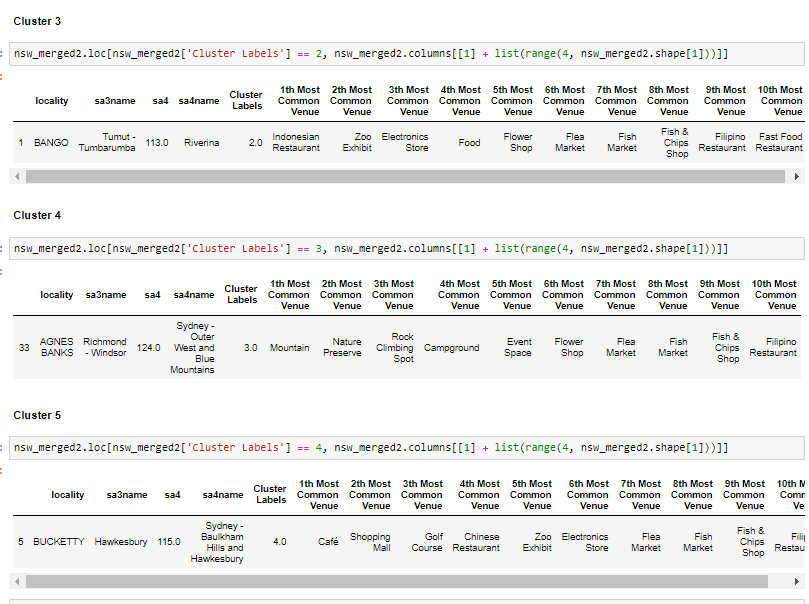 Cluster 3
nsw_merged2.loc[nsw_merged2['Cluster Labels'] == 2, nsw_merged2.columns[[1] + list(range(4, nsw_merged2.shape[1]))]]
locality sa3name sa4 sa4name Cluster Labels 1th Most Common Venue 2th Most Common Venue 3th Most Common Venue 4th Most Common Venue 5th Most Common Venue 6th Most Common Venue 7th Most Common Venue 8th Most Common Venue 9th Most Common Venue 10th Most Common Venue
1 BANGO Tumut - Tumbarumba 113.0 Riverina 2.0 Indonesian Restaurant Zoo Exhibit Electronics Store Food Flower Shop Flea Market Fish Market Fish & Chips Shop Filipino Restaurant Fast Food Restaurant
Cluster 4
nsw_merged2.loc[nsw_merged2['Cluster Labels'] == 3, nsw_merged2.columns[[1] + list(range(4, nsw_merged2.shape[1]))]]
locality sa3name sa4 sa4name Cluster Labels 1th Most Common Venue 2th Most Common Venue 3th Most Common Venue 4th Most Common Venue 5th Most Common Venue 6th Most Common Venue 7th Most Common Venue 8th Most Common Venue 9th Most Common Venue 10th Most Common Venue
33 AGNES BANKS Richmond - Windsor 124.0 Sydney - Outer West and Blue Mountains 3.0 Mountain Nature Preserve Rock Climbing Spot Campground Event Space Flower Shop Flea Market Fish Market Fish & Chips Shop Filipino Restaurant
Cluster 5
nsw_merged2.loc[nsw_merged2['Cluster Labels'] == 4, nsw_merged2.columns[[1] + list(range(4, nsw_merged2.shape[1]))]]
locality sa3name sa4 sa4name Cluster Labels 1th Most Common Venue 2th Most Common Venue 3th Most Common Venue 4th Most Common Venue 5th Most Common Venue 6th Most Common Venue 7th Most Common Venue 8th Most Common Venue 9th Most Common Venue 10th
5 BUCKETTY Hawkesbury 115.0 Sydney - Baulkham Hills and Hawkesbury 4.0 Café Shopping Mall Golf Course Chinese Restaurant Zoo Exhibit Electronics Store Flea Market Fish Market Fish & Chips Shop